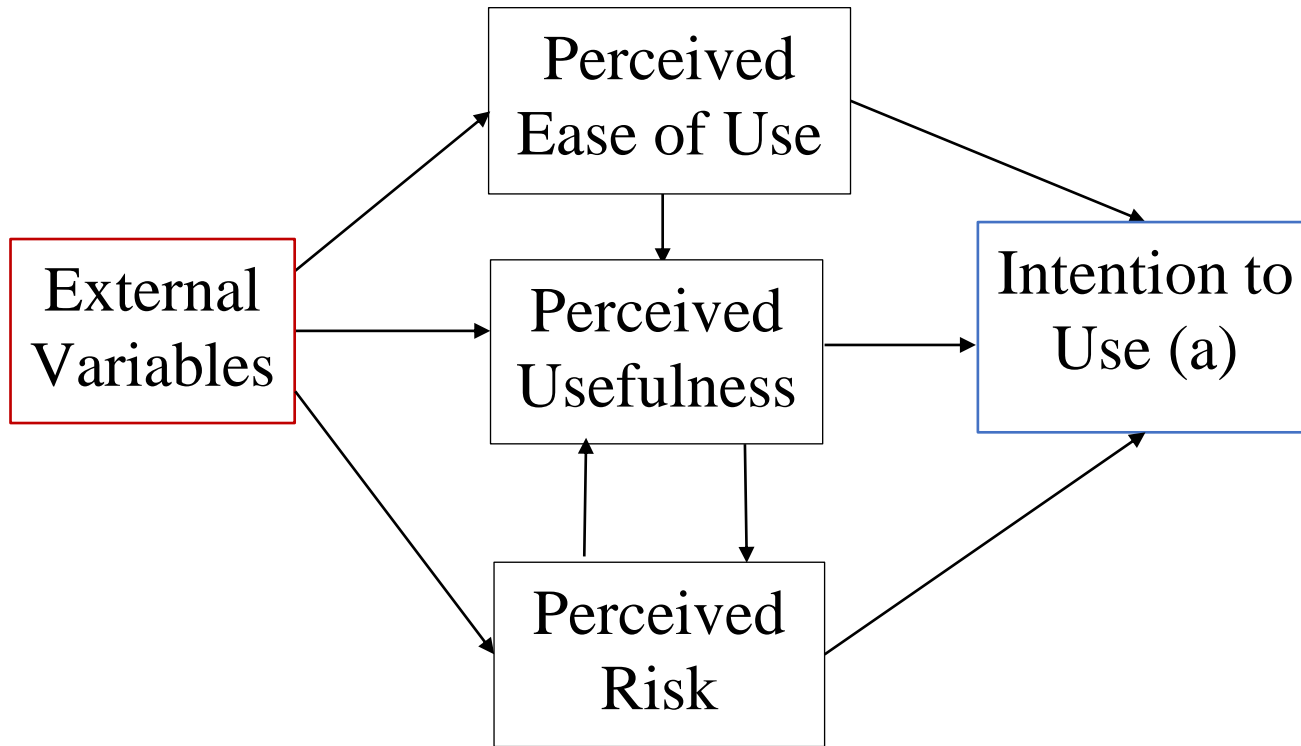 Perceived
Ease of Use
External
Variables
Perceived
Usefulness
Intention to
Use (a)
Perceived
Risk